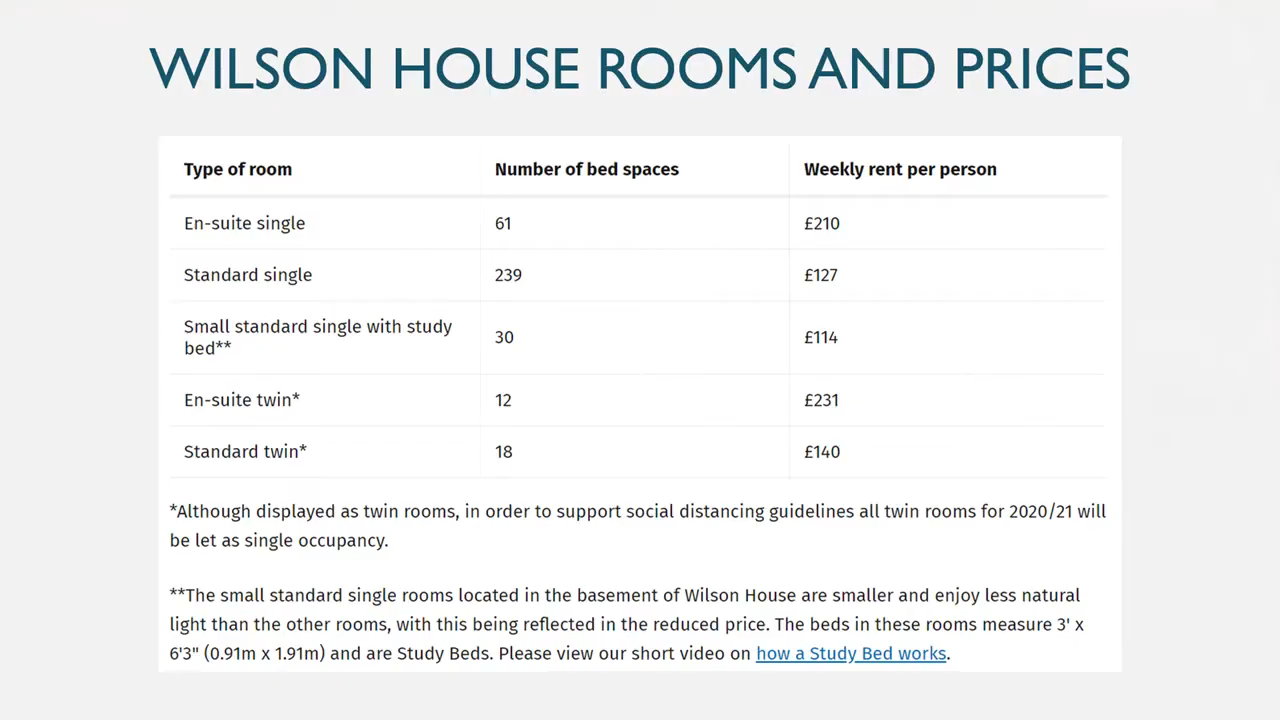 WILSON HOUSE ROOMS AND PRICES
Type of room Number of bed spaces Weekly rent per person
En-suite single 61 £210
Standard single 239 £127
Small standard single with study
bed** 30 £114
En-suite twin* 12 £231
Standard twin* 18 £140
*Although displayed as twin rooms, in order to support social distancing guidelines all twin rooms for 2020/21 will
be let as single occupancy.
**The small standard single rooms located in the basement of Wilson House are smaller and enjoy less natural
light than the other rooms, with this being reflected in the reduced price. The beds in these rooms measure 3' x
6'3" (0.91m x 1.91m) and are Study Beds. Please view our short video on how a Study Bed works.